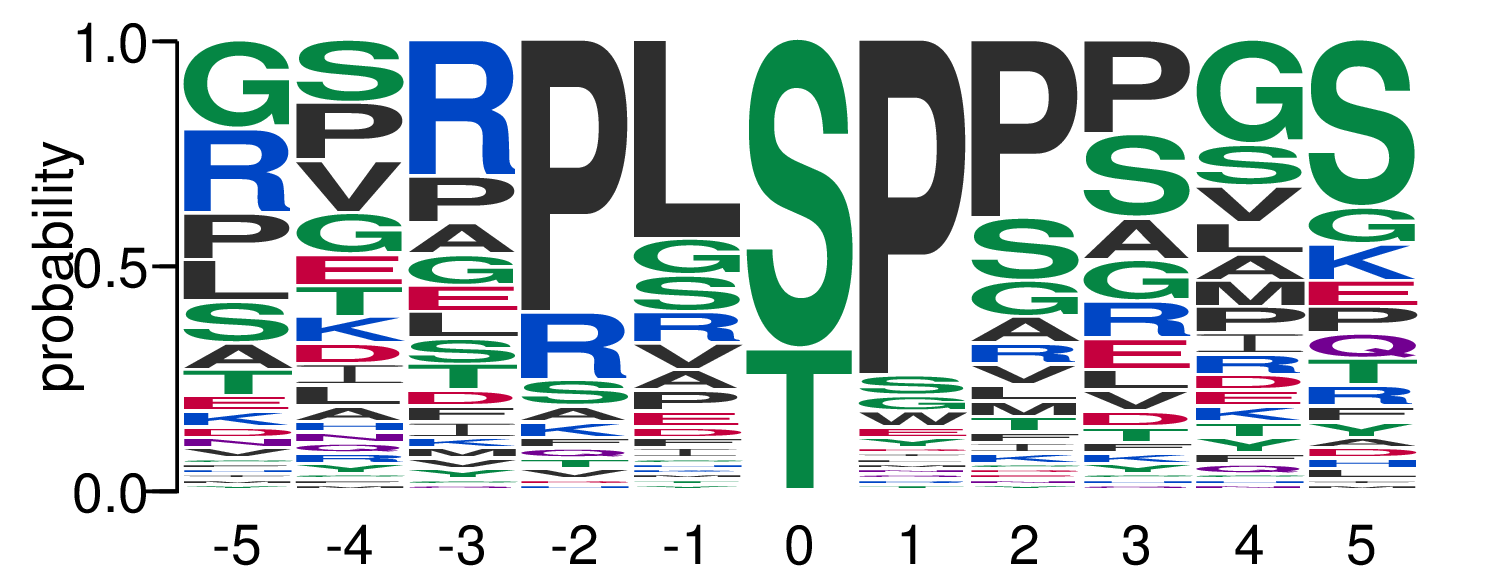 1.0
0.5
0.0
probability
G R P L S A T E K D N V
S P V G E T K D I L A H N Q R Y
R P A G E L S T D F I K M V Y
P R S A K F Q T V
L G S R V A P E D F I
S T
P S G W E Y
P S G A R V L M T F I K
P S A G R E L V D T F K Y
G S V L A M P I R D E K T Y F Q
S G K E P Q T R F Y A D H L
-5 -4 -3 -2 -1 0 1 2 3 4 5